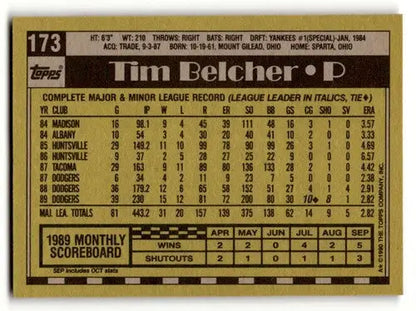 173
HT: 6'3" WT: 210 THROWS: RIGHT BATS: RIGHT DRFT: YANKEES #1(SPECIAL)-JAN, 1984
ACQ: TRADE, 9-3-87 BORN: 10-19-61, MOUNT GILEAD, OHIO HOME: SPARTA, OHIO
Topps
Tim Belcher • P
COMPLETE MAJOR & MINOR LEAGUE RECORD (LEAGUE LEADER IN ITALICS, TIE♦)
YR CLUB G IP W L R ER SO BB GS CG SHO SV ERA
84 MADISON 16 98.1 9 4 45 39 111 48 16 3 1 0 3.57
84 ALBANY 10 54 3 4 30 20 40 41 10 2 0 0 3.33
85 HUNTSVILLE 29 149.2 11 10 99 78 90 99 26 3 1 0 4.69
86 HUNTSVILLE 9 37 2 5 28 27 25 22 9 0 0 0 6.57
87 TACOMA 29 163 9 11 89 80 136 133 28 2 1 0 4.42
87 DODGERS 6 34 4 2 11 9 23 7 5 0 0 0 2.38
88 DODGERS 36 179.2 12 6 65 58 152 51 27 4 1 4 2.91
89 DODGERS 39 230 15 12 81 72 200 80 30 10♦ 8 1 2.82
MAJ. LEA. TOTALS 81 443.2 31 20 157 139 375 138 62 14 9 5 2.82
1989 MONTHLY SCOREBOARD
APR MAY JUN JUL AUG SEP
WINS 2 2 2 0 4 5
SHUTOUTS 2 1 1 0 1 3
SEP includes OCT stats
A* ©1990 THE TOPPS COMPANY, INC.